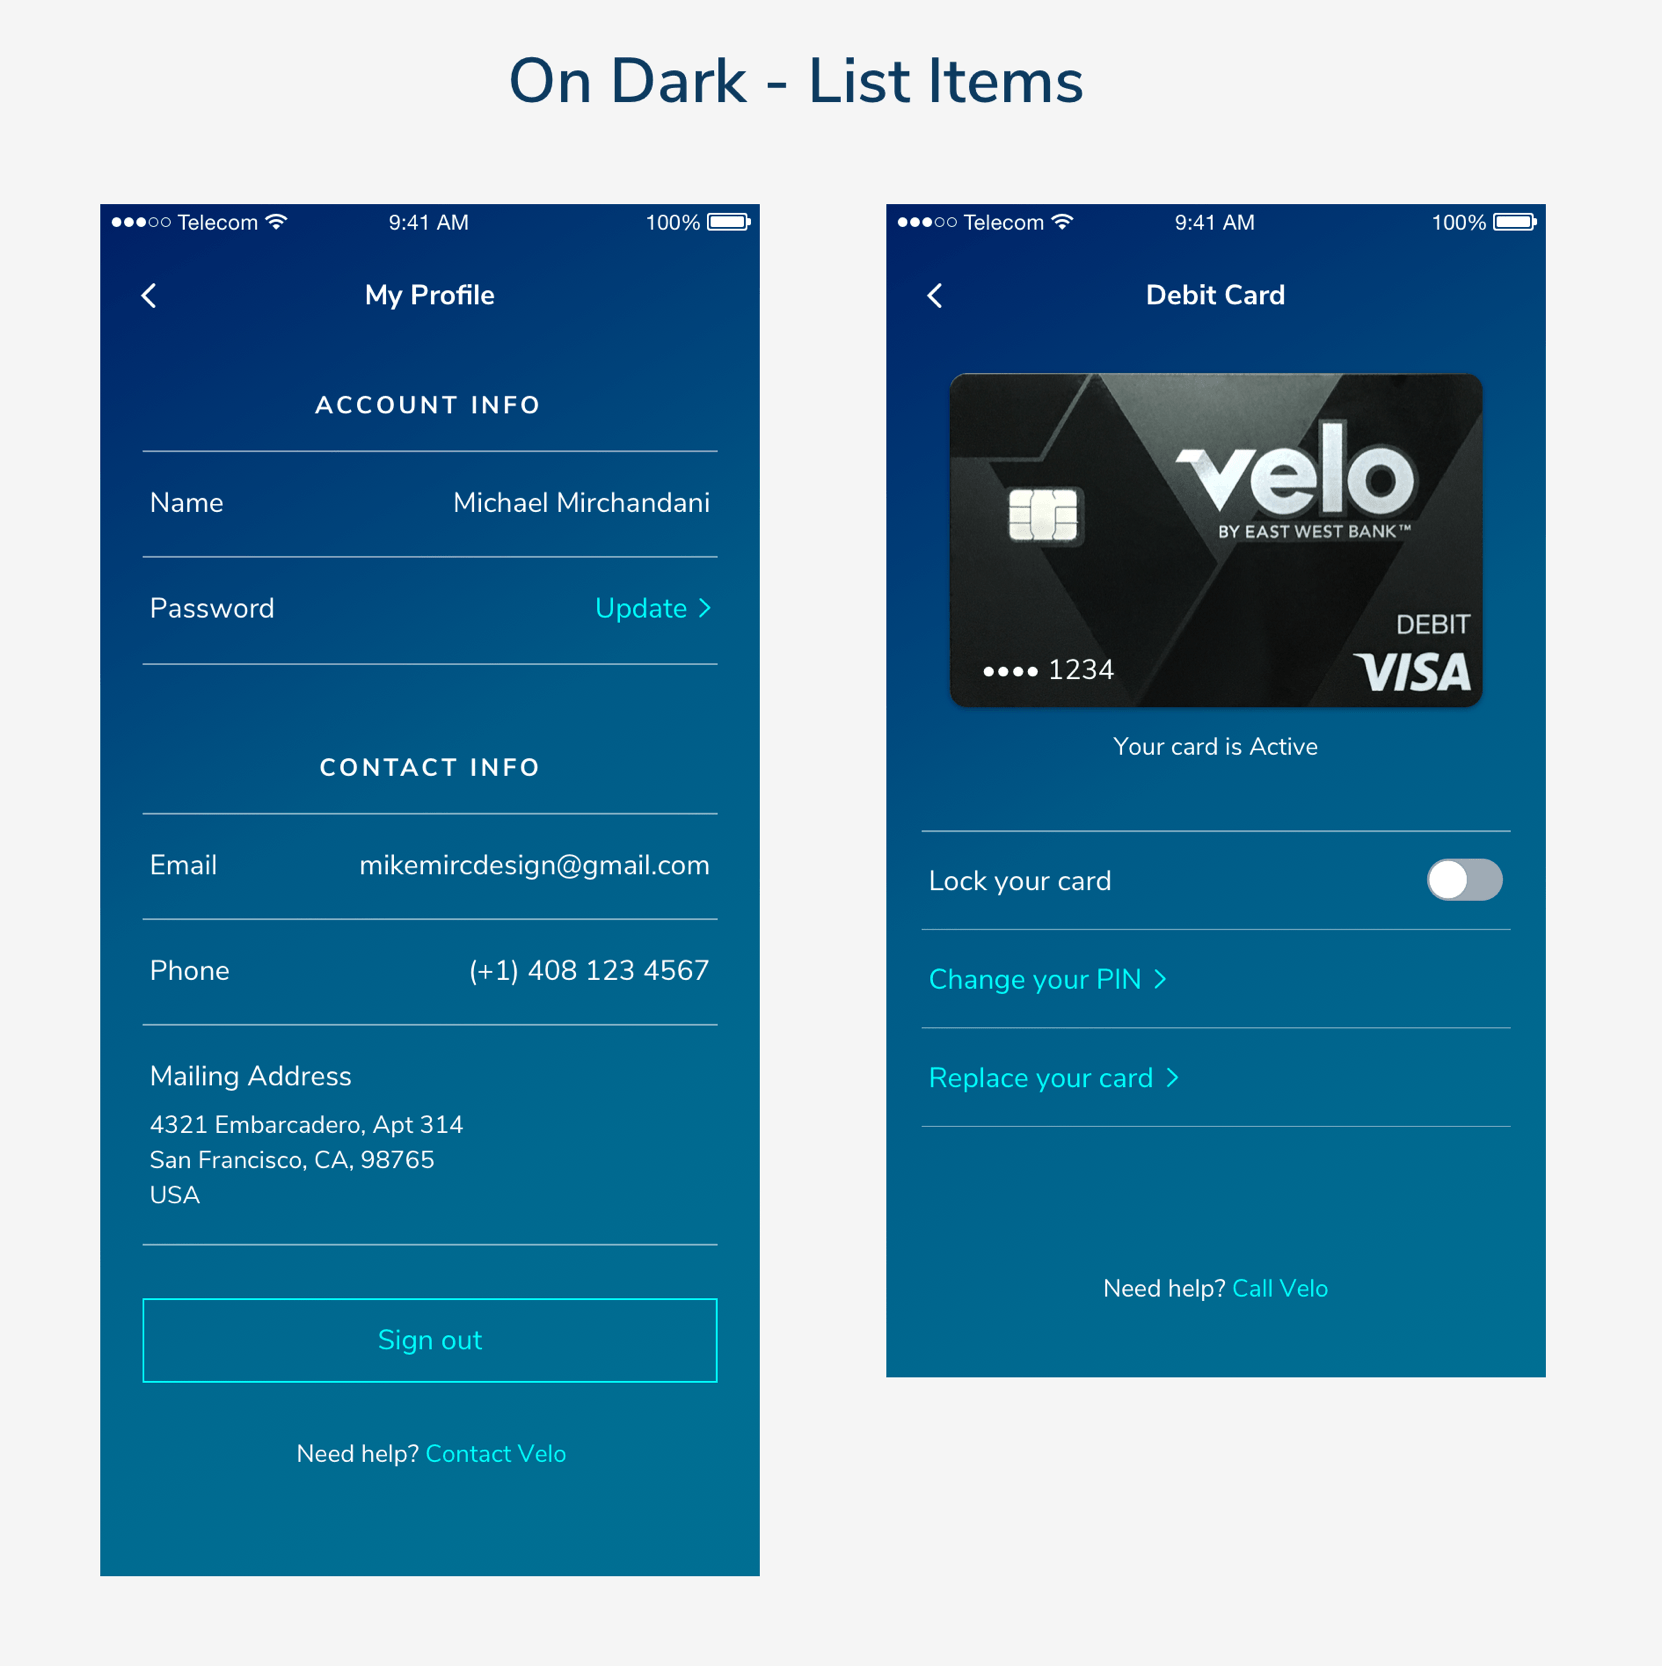 On Dark - List Items
Telecom 9:41 AM 100%
My Profile
ACCOUNT INFO
Name Michael Mirchandani
Password Update >
CONTACT INFO
Email mikemircdesign@gmail.com
Phone (+1) 408 123 4567
Mailing Address
4321 Embarcadero, Apt 314
San Francisco, CA, 98765
USA
Sign out
Need help? Contact Velo
Telecom 9:41 AM 100%
Debit Card
velo
BY EAST WEST BANK™
DEBIT
•••• 1234 VISA
Your card is Active
Lock your card
Change your PIN >
Replace your card >
Need help? Call Velo